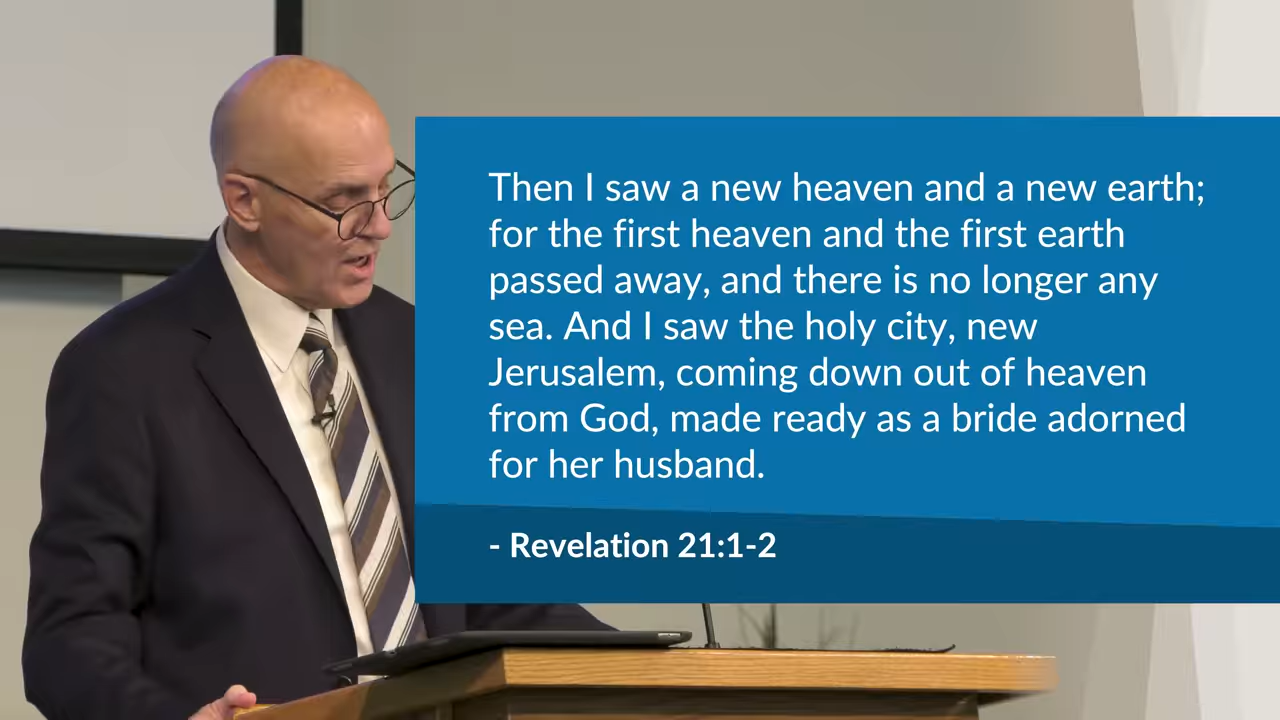 Then I saw a new heaven and a new earth;
for the first heaven and the first earth
passed away, and there is no longer any
sea. And I saw the holy city, new
Jerusalem, coming down out of heaven
from God, made ready as a bride adorned
for her husband.
- Revelation 21:1-2